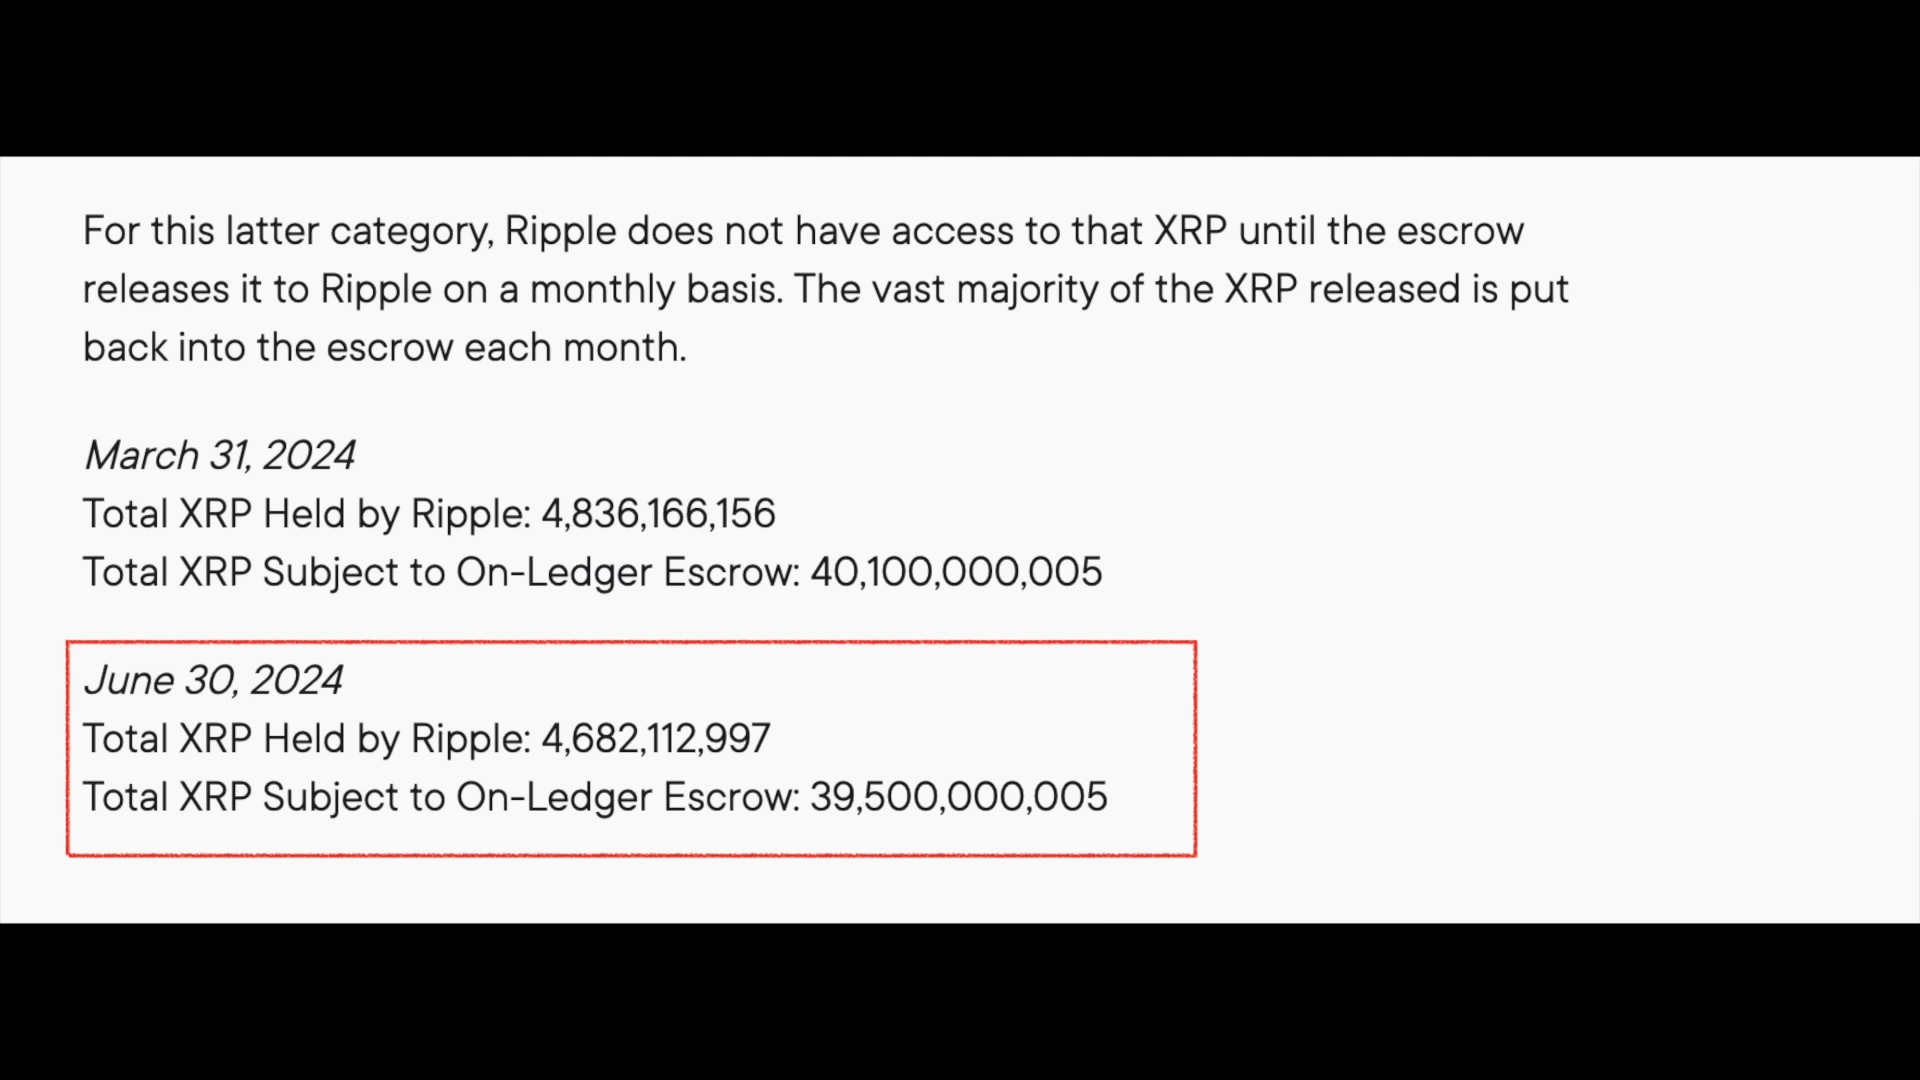 For this latter category, Ripple does not have access to that XRP until the escrow
releases it to Ripple on a monthly basis. The vast majority of the XRP released is put
back into the escrow each month.
March 31, 2024
Total XRP Held by Ripple: 4,836,166,156
Total XRP Subject to On-Ledger Escrow: 40,100,000,005
June 30, 2024
Total XRP Held by Ripple: 4,682,112,997
Total XRP Subject to On-Ledger Escrow: 39,500,000,005